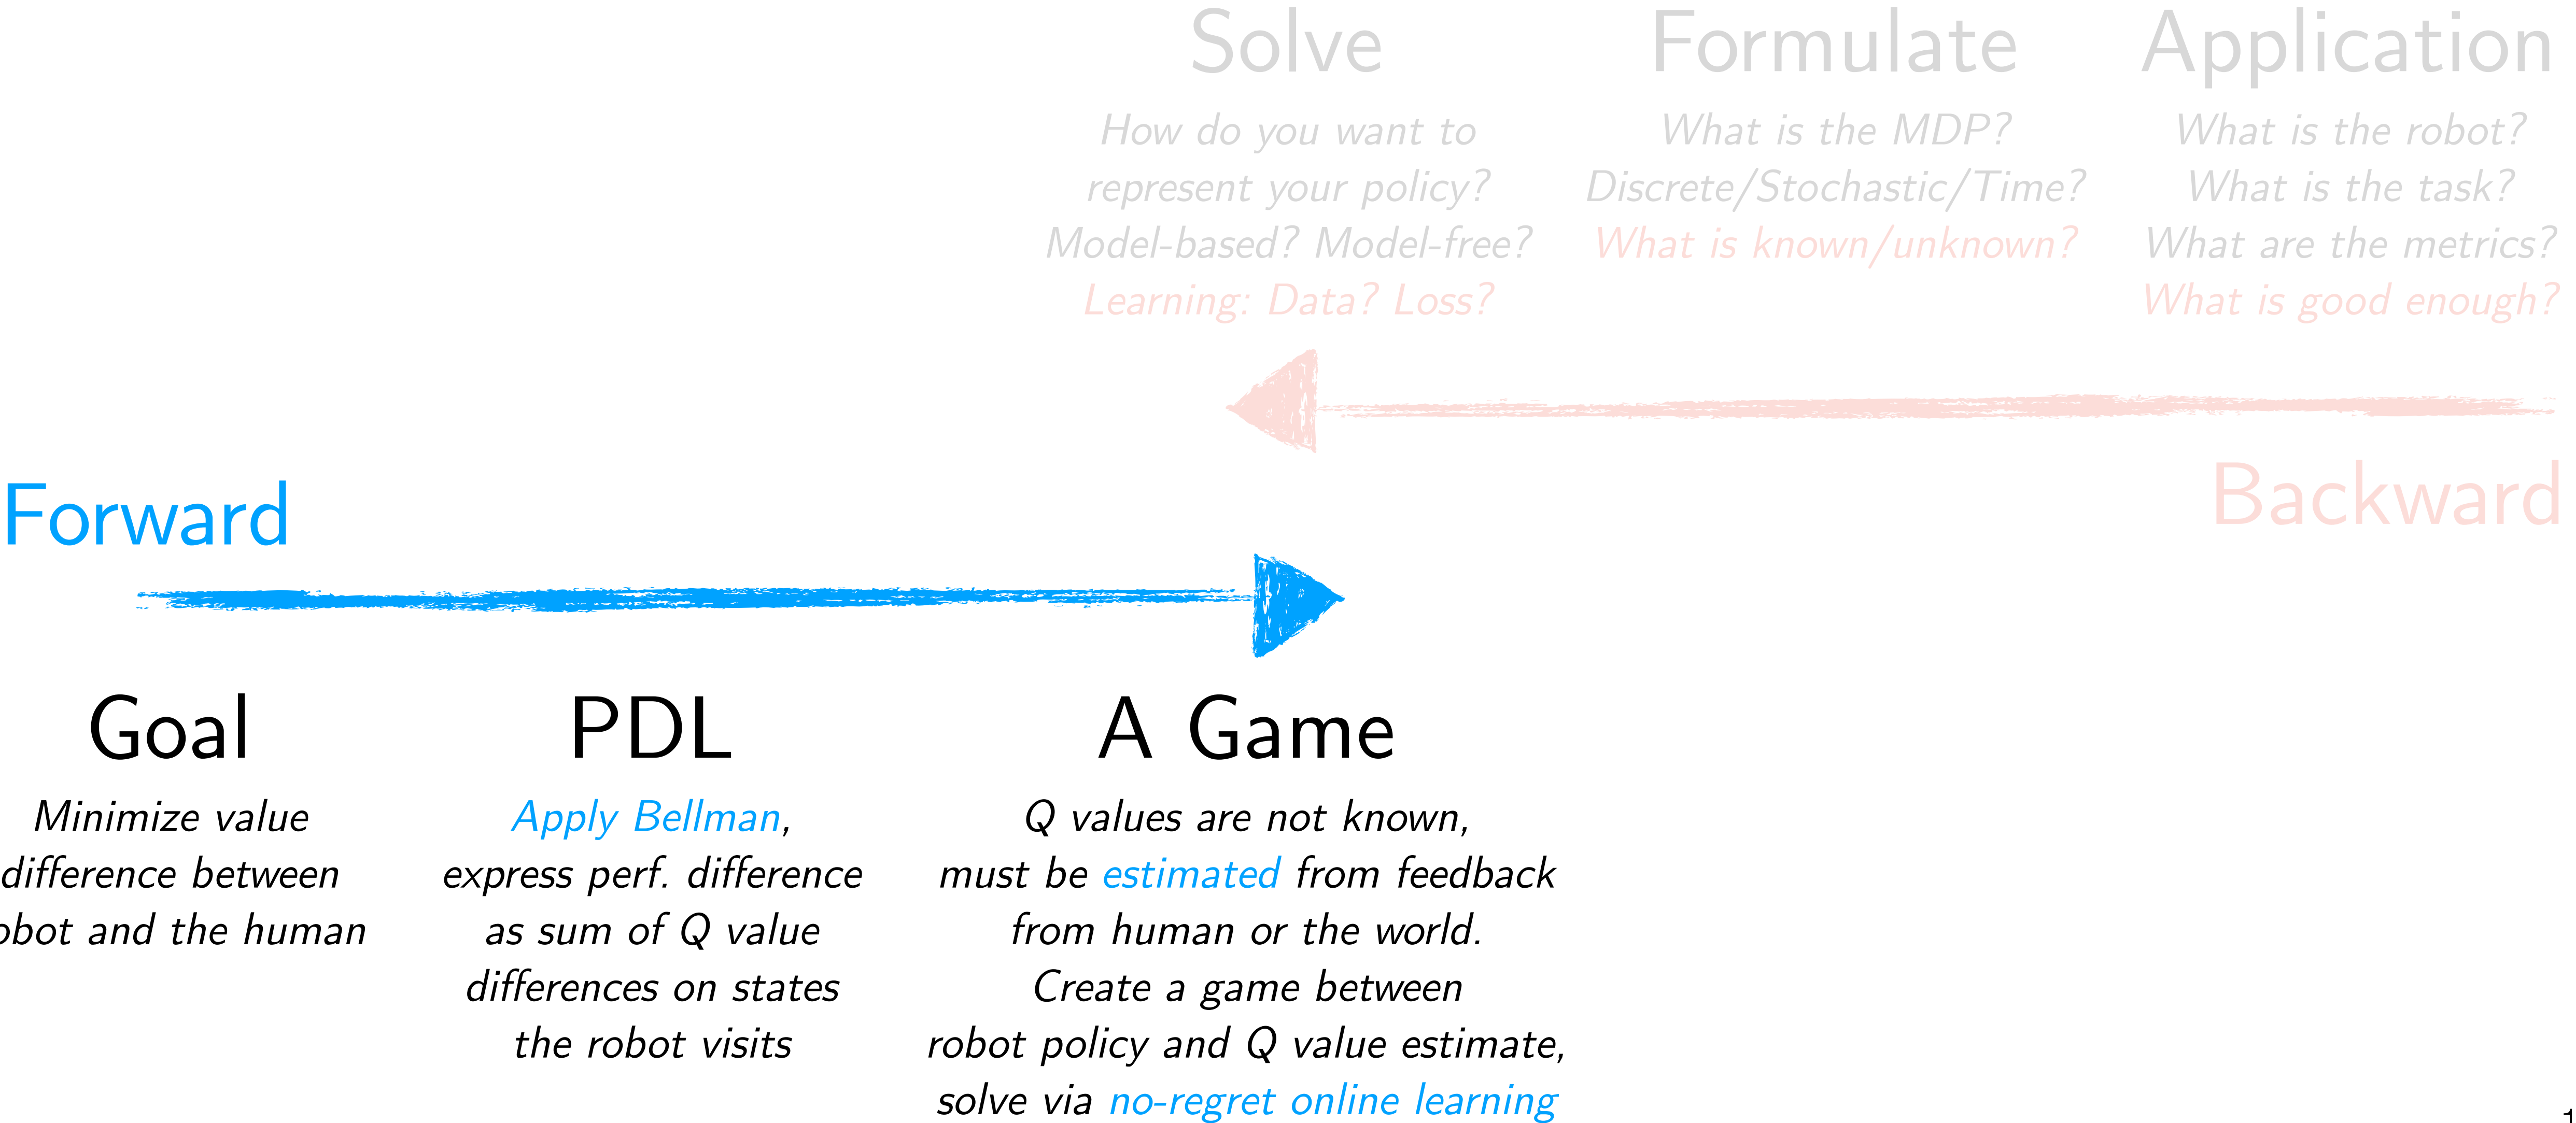 Solve
How do you want to
represent your policy?
Model-based? Model-free?
Learning: Data? Loss?
Formulate
What is the MDP?
Discrete/Stochastic/Time?
What is known/unknown?
Application
What is the robot?
What is the task?
What are the metrics?
What is good enough?
Backward
Forward
Goal
Minimize value
difference between
obot and the human
PDL
Apply Bellman,
express perf. difference
as sum of Q value
differences on states
the robot visits
A Game
Q values are not known,
must be estimated from feedback
from human or the world.
Create a game between
robot policy and Q value estimate,
solve via no-regret online learning
1